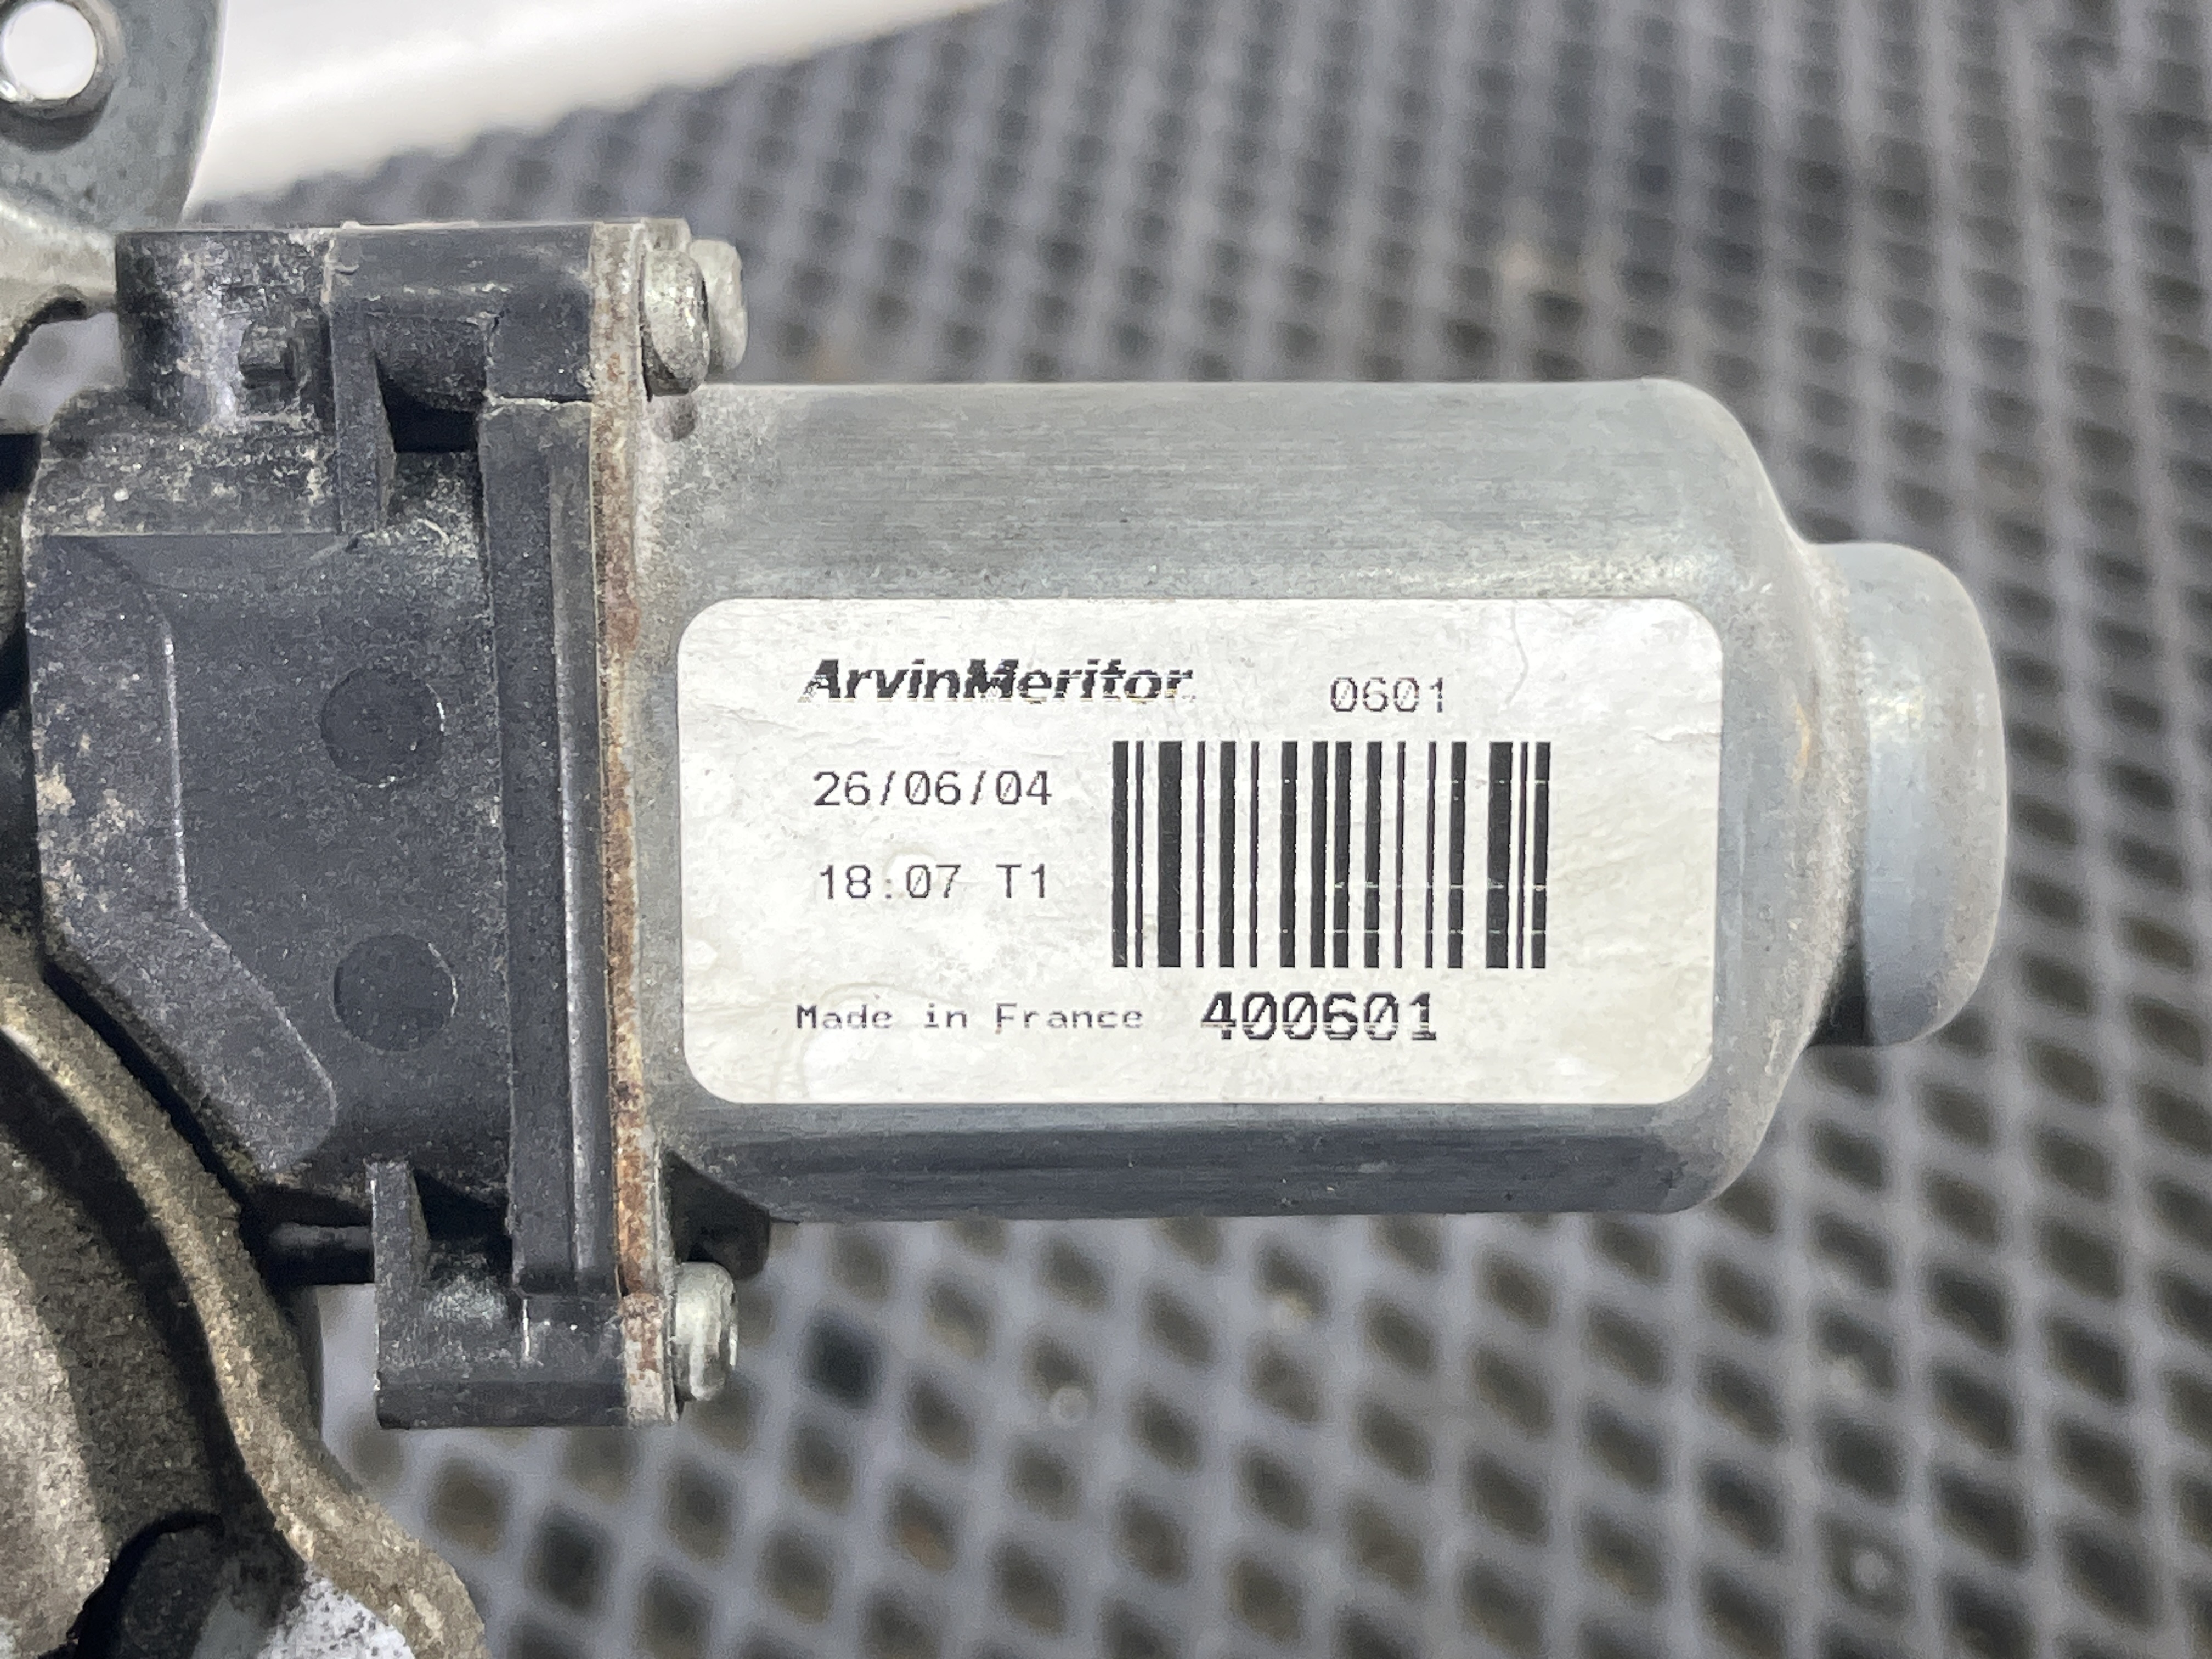 ArvinMeritor
0601
26/06/04
18:07 T1
Made in France
400601